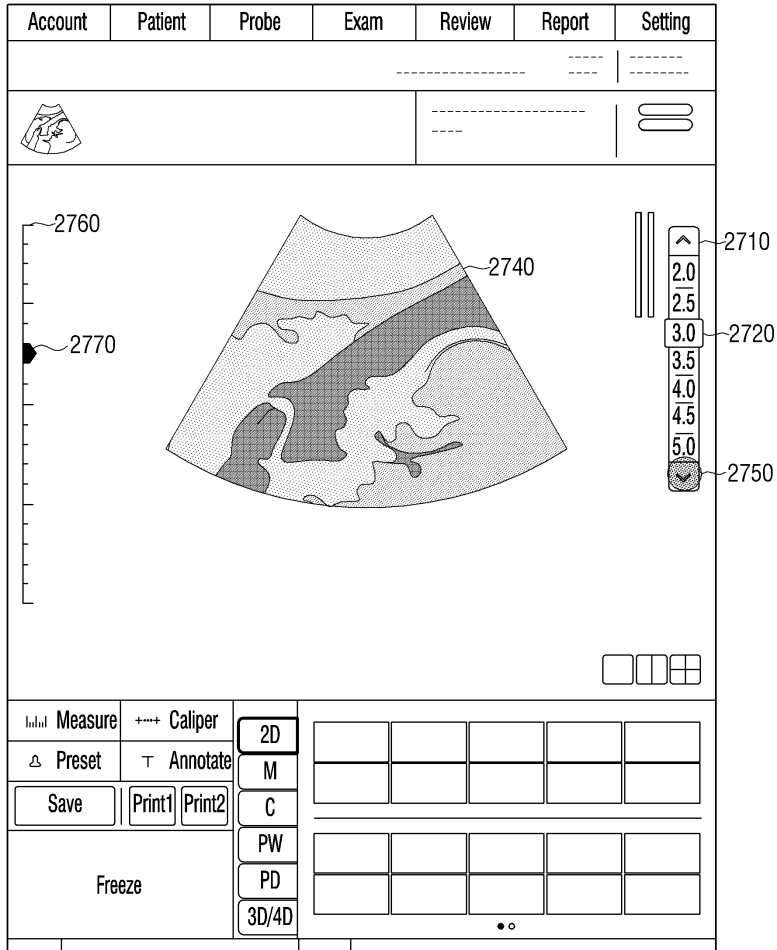 Account Patient Probe Exam Review Report Setting
2760
2710
2740
2.0
2.5
3.0
2720
2770
3.5
4.0
4.5
5.0
2750
Measure Caliper
Preset Annotate
Save Print1 Print2
Freeze
2D
M
C
PW
PD
3D/4D